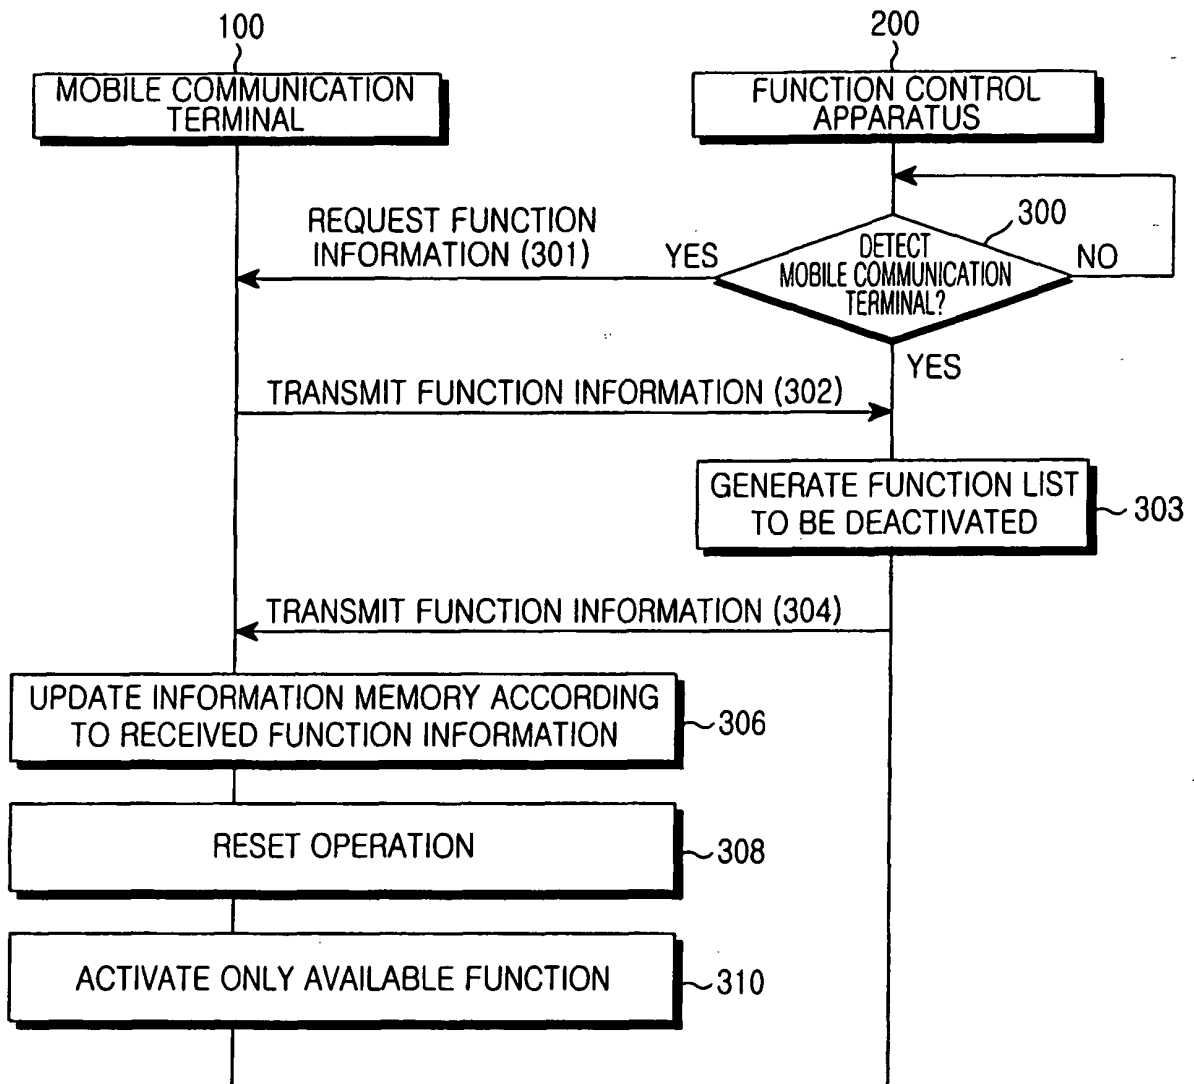 100
200
MOBILE COMMUNICATION
TERMINAL
FUNCTION CONTROL
APPARATUS
REQUEST FUNCTION
INFORMATION (301)
YES
300
DETECT
MOBILE COMMUNICATION
TERMINAL?
NO
YES
TRANSMIT FUNCTION INFORMATION (302)
GENERATE FUNCTION LIST
TO BE DEACTIVATED
303
TRANSMIT FUNCTION INFORMATION (304)
UPDATE INFORMATION MEMORY ACCORDING
TO RECEIVED FUNCTION INFORMATION
306
RESET OPERATION
308
ACTIVATE ONLY AVAILABLE FUNCTION
310